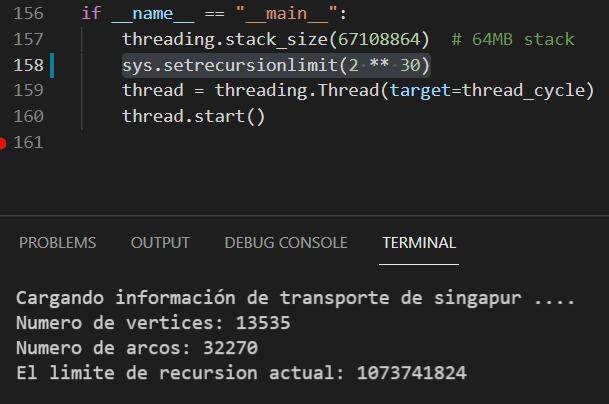 156 if __name__ == "__main__":
157 threading.stack_size(67108864) # 64MB stack
158 sys.setrecursionlimit(2 ** 30)
159 thread = threading.Thread(target=thread_cycle)
160 thread.start()
161
PROBLEMS OUTPUT DEBUG CONSOLE TERMINAL
Cargando información de transporte de singapur ....
Numero de vertices: 13535
Numero de arcos: 32270
El limite de recursion actual: 1073741824